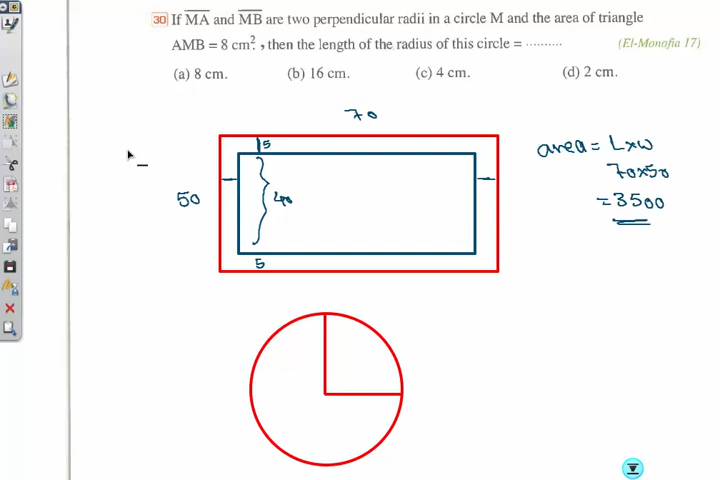 30 If MA and MB are two perpendicular radii in a circle M and the area of triangle
AMB = 8 cm², then the length of the radius of this circle = ..........
(El-Monofia 17)
(a) 8 cm. (b) 16 cm. (c) 4 cm. (d) 2 cm.
70
5
area = L×w
70×50
= 3500
50
40
5